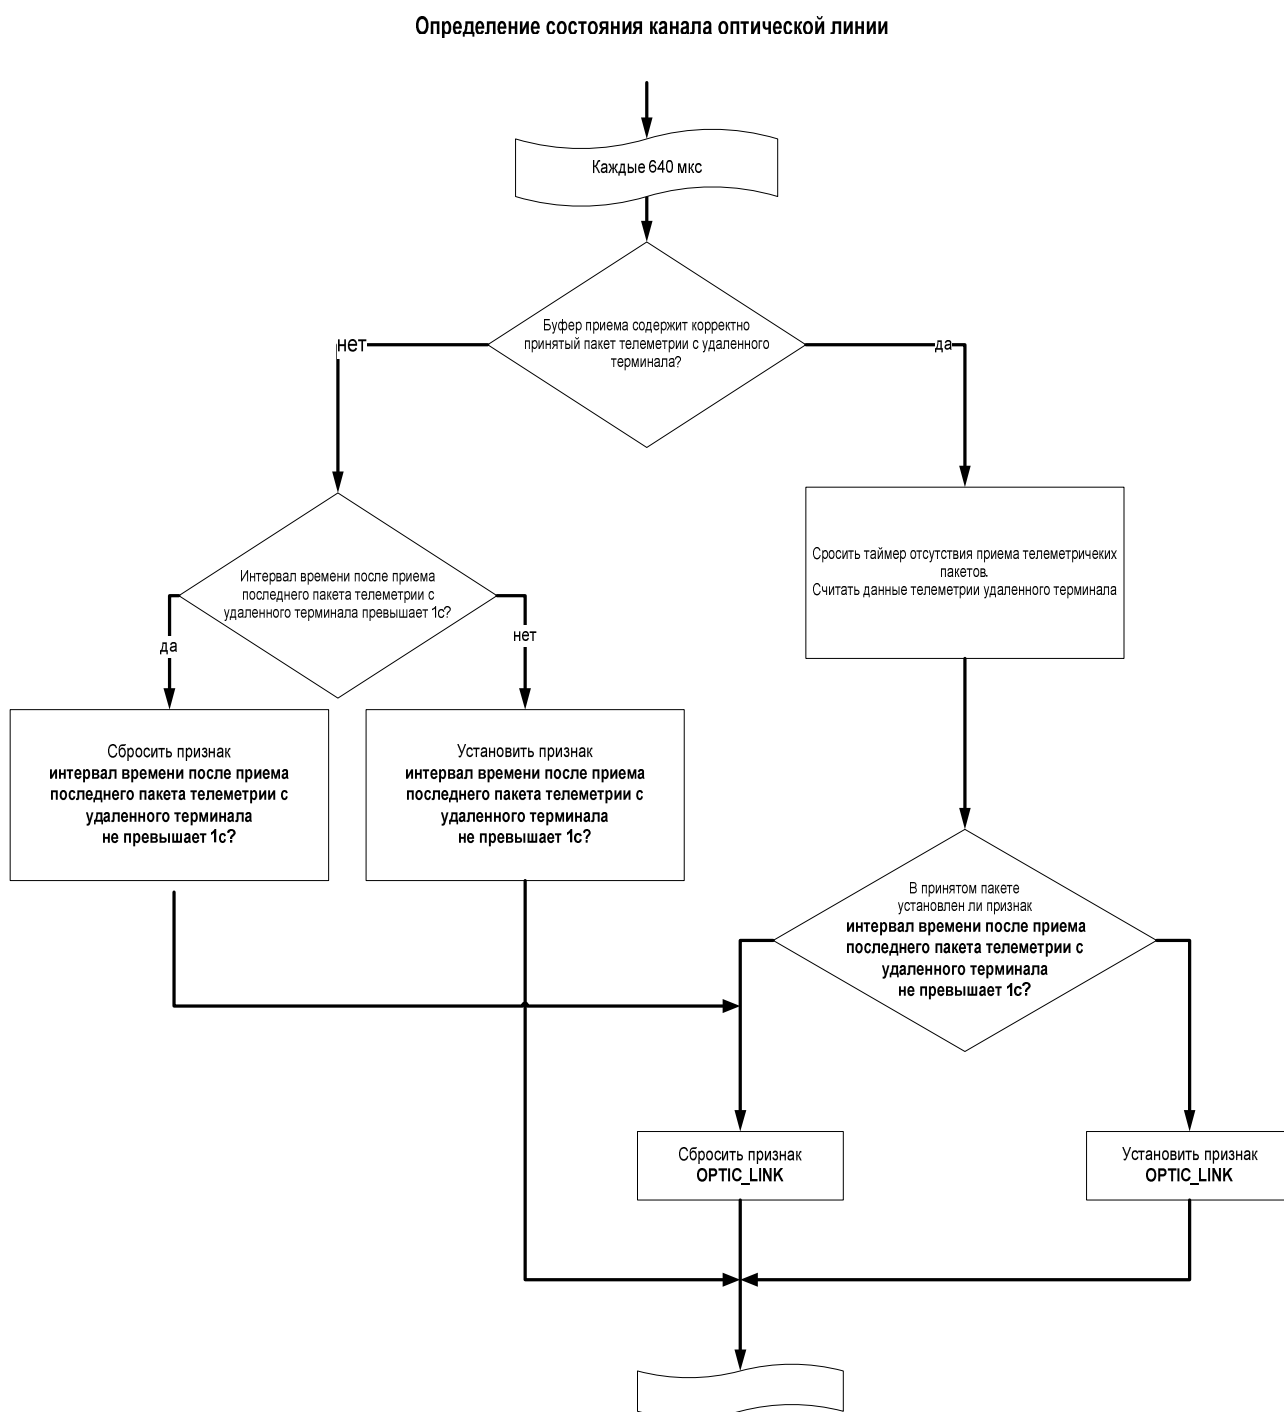 Определение состояния канала оптической линии
Каждые 640 мкс
Буфер приема содержит корректно
принятый пакет телеметрии с удаленного
терминала?
нет
да
Интервал времени после приема
последнего пакета телеметрии с
удаленного терминала превышает 1с?
да
нет
Сросить таймер отсутствия приема телеметричеких
пакетов.
Считать данные телеметрии удаленного терминала
Сбросить признак
интервал времени после приема
последнего пакета телеметрии с
удаленного терминала
не превышает 1с?
Установить признак
интервал времени после приема
последнего пакета телеметрии с
удаленного терминала
не превышает 1с?
В принятом пакете
установлен ли признак
интервал времени после приема
последнего пакета телеметрии с
удаленного терминала
не превышает 1с?
Сбросить признак
OPTIC_LINK
Установить признак
OPTIC_LINK